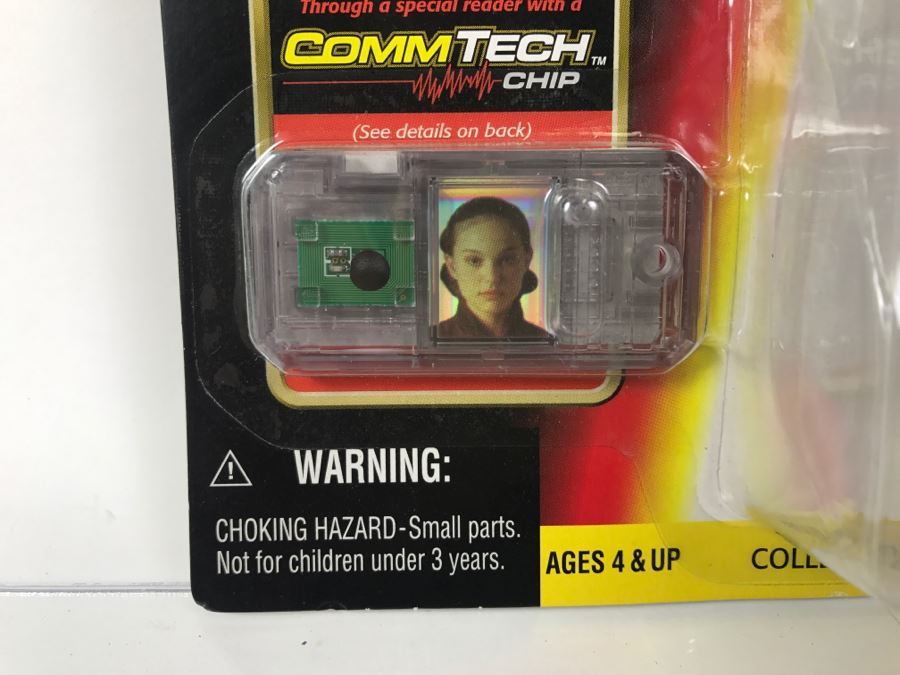 Through a special reader with a
COMMTECH™
CHIP
(See details on back)
WARNING:
CHOKING HAZARD-Small parts.
Not for children under 3 years.
AGES 4 & UP